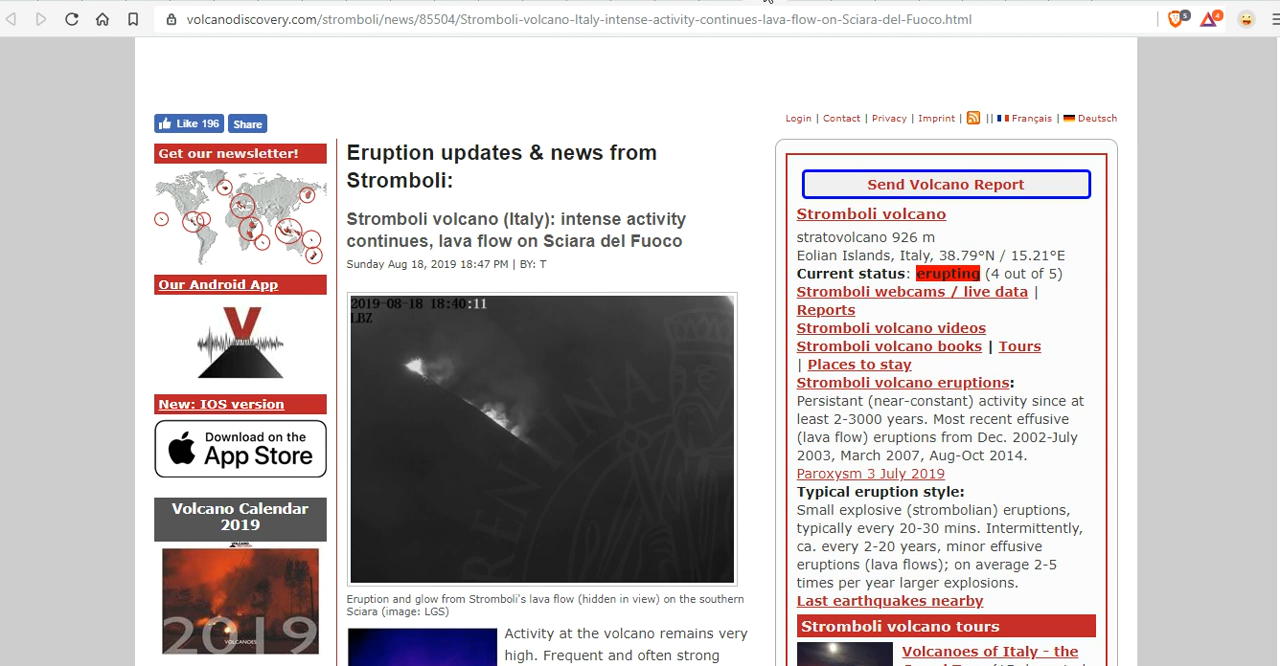 volcanodiscovery.com/stromboli/news/85504/Stromboli-volcano-Italy-intense-activity-continues-lava-flow-on-Sciara-del-Fuoco.html
5
4
Like 196
Share
Login | Contact | Privacy | Imprint | || Français | Deutsch
Get our newsletter!
Our Android App
New: IOS version
Download on the
App Store
Volcano Calendar
2019
VOLCANOES
2019
Eruption updates & news from
Stromboli:
Stromboli volcano (Italy): intense activity
continues, lava flow on Sciara del Fuoco
Sunday Aug 18, 2019 18:47 PM | BY: T
2019-08-18 18:40:11
LBZ
Eruption and glow from Stromboli's lava flow (hidden in view) on the southern
Sciara (image: LGS)
Activity at the volcano remains very
high. Frequent and often strong
Send Volcano Report
Stromboli volcano
stratovolcano 926 m
Eolian Islands, Italy, 38.79°N / 15.21°E
Current status: erupting (4 out of 5)
Stromboli webcams / live data |
Reports
Stromboli volcano videos
Stromboli volcano books | Tours
| Places to stay
Stromboli volcano eruptions:
Persistant (near-constant) activity since at
least 2-3000 years. Most recent effusive
(lava flow) eruptions from Dec. 2002-July
2003, March 2007, Aug-Oct 2014.
Paroxysm 3 July 2019
Typical eruption style:
Small explosive (strombolian) eruptions,
typically every 20-30 mins. Intermittently,
ca. every 2-20 years, minor effusive
eruptions (lava flows); on average 2-5
times per year larger explosions.
Last earthquakes nearby
Stromboli volcano tours
Volcanoes of Italy - the